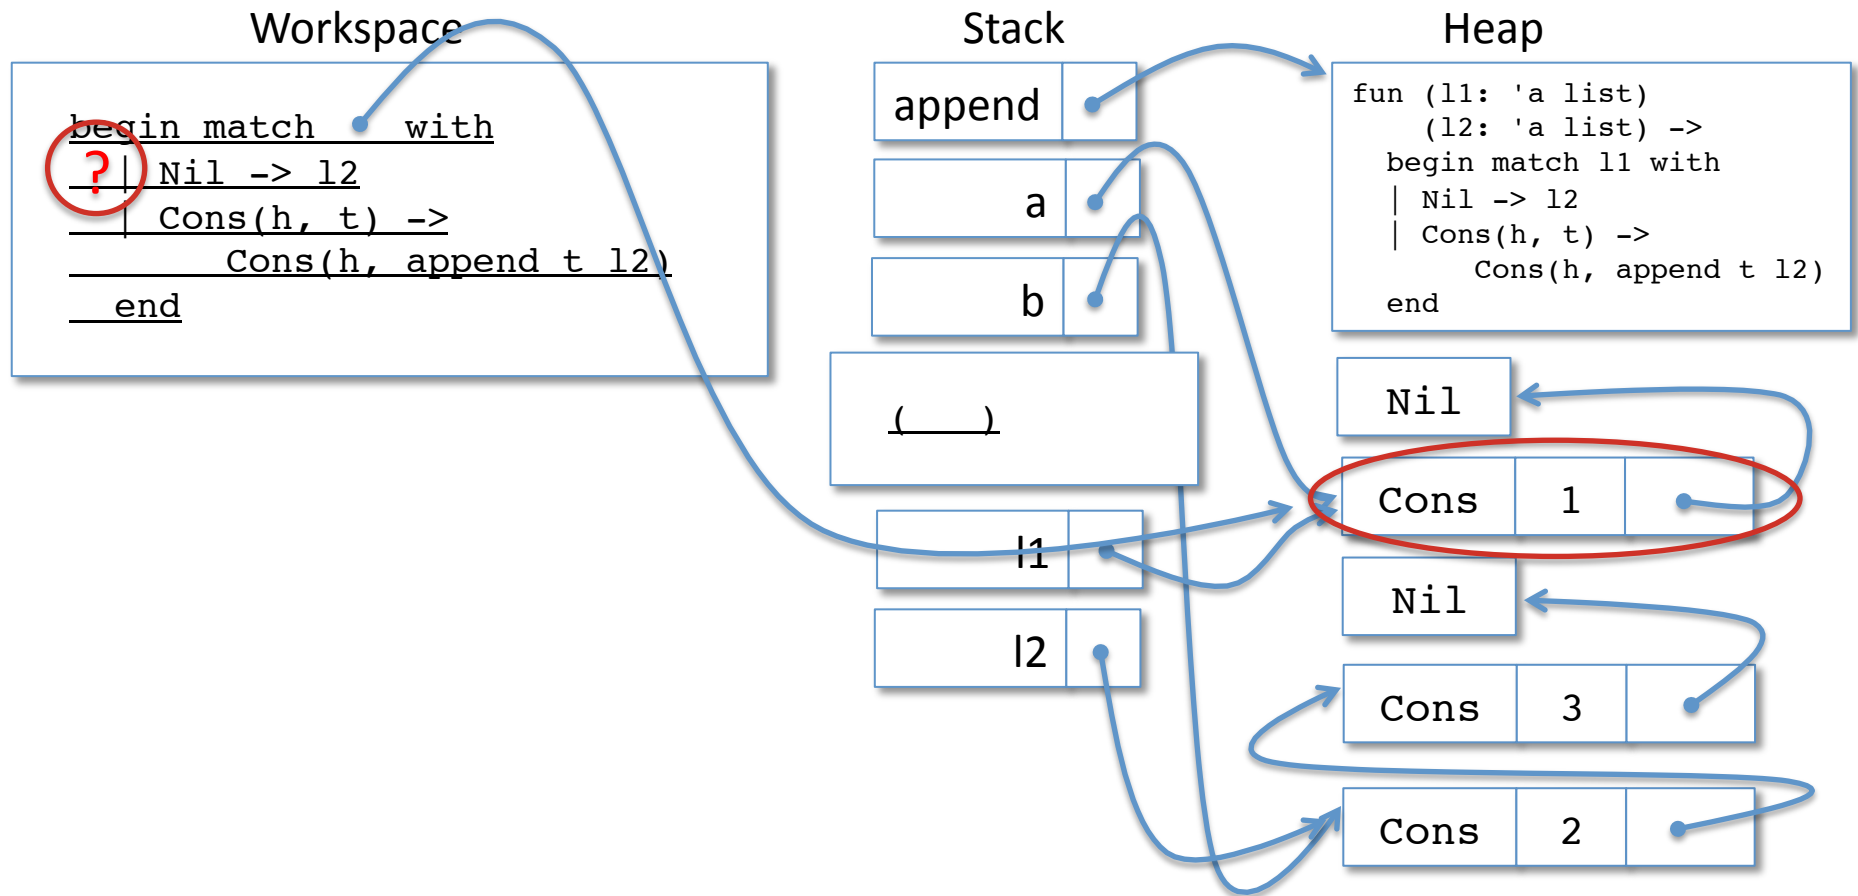 Workspace
begin match with
? | Nil -> l2
| Cons(h, t) ->
Cons(h, append t l2)
end
Stack
append
a
b
( )
l1
l2
Heap
fun (l1: 'a list)
(l2: 'a list) ->
begin match l1 with
| Nil -> l2
| Cons(h, t) ->
Cons(h, append t l2)
end
Nil
Cons 1
Nil
Cons 3
Cons 2